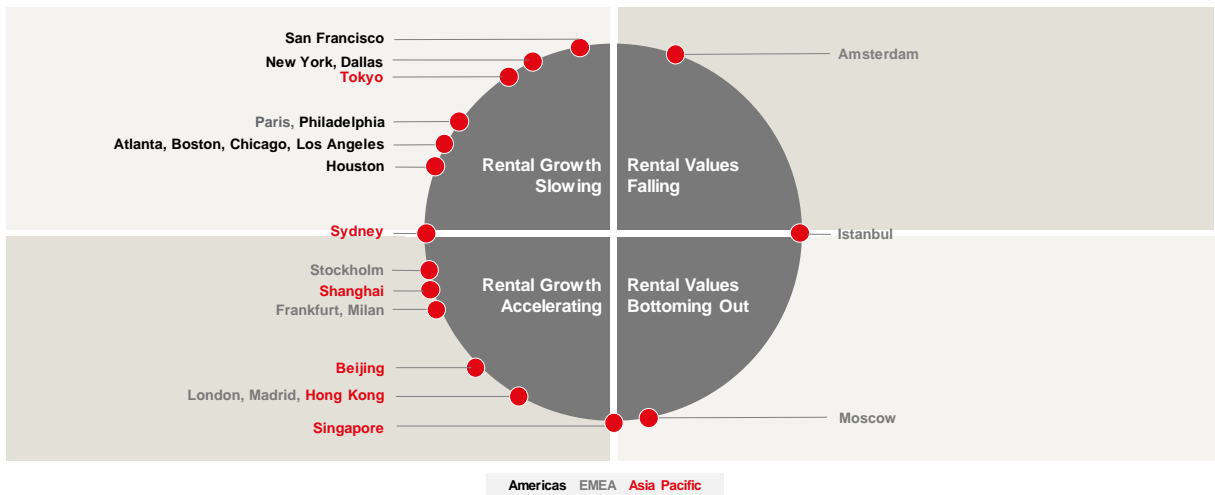 San Francisco
New York, Dallas
Tokyo
Paris, Philadelphia
Atlanta, Boston, Chicago, Los Angeles
Houston
Sydney
Stockholm
Shanghai
Frankfurt, Milan
Beijing
London, Madrid, Hong Kong
Singapore
Rental Growth
Slowing
Rental Values
Falling
Rental Growth
Accelerating
Rental Values
Bottoming Out
Amsterdam
Istanbul
Moscow
Americas EMEA Asia Pacific